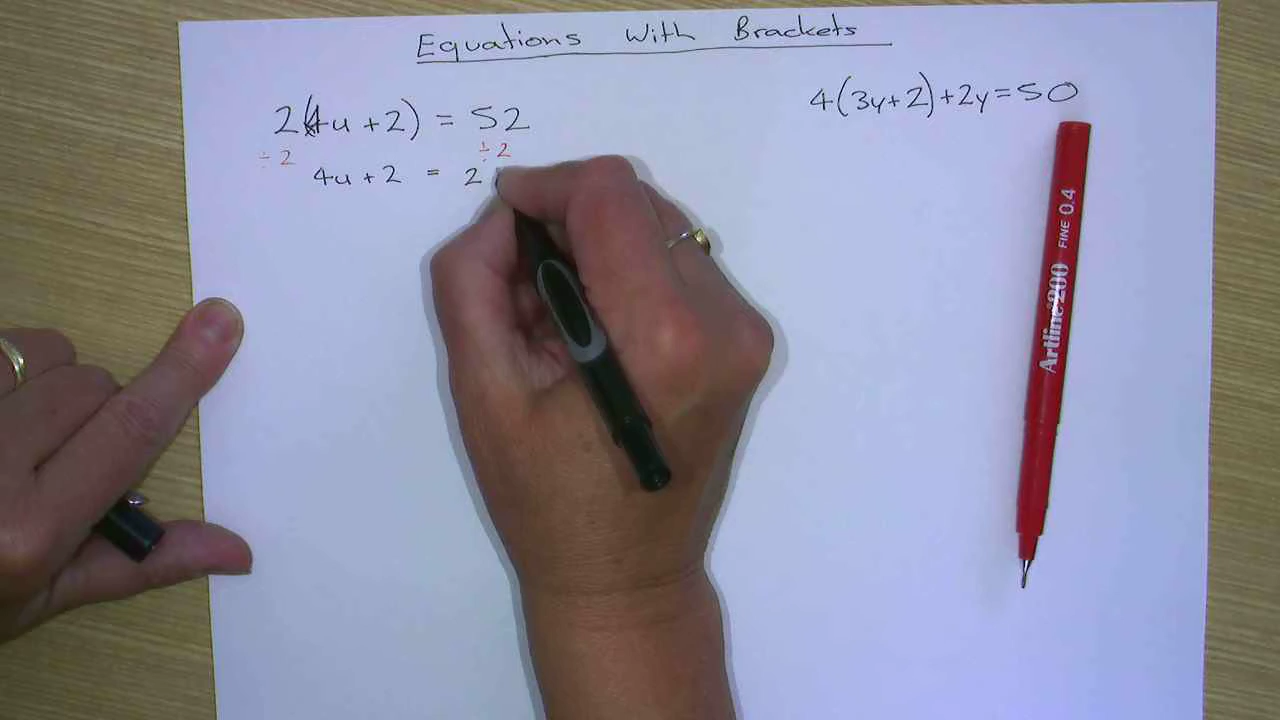 Equations With Brackets
2(4u + 2) = 52
÷ 2 ÷ 2
4u + 2 = 2
4(3y+2)+2y=50
Artline 200 FINE 0.4